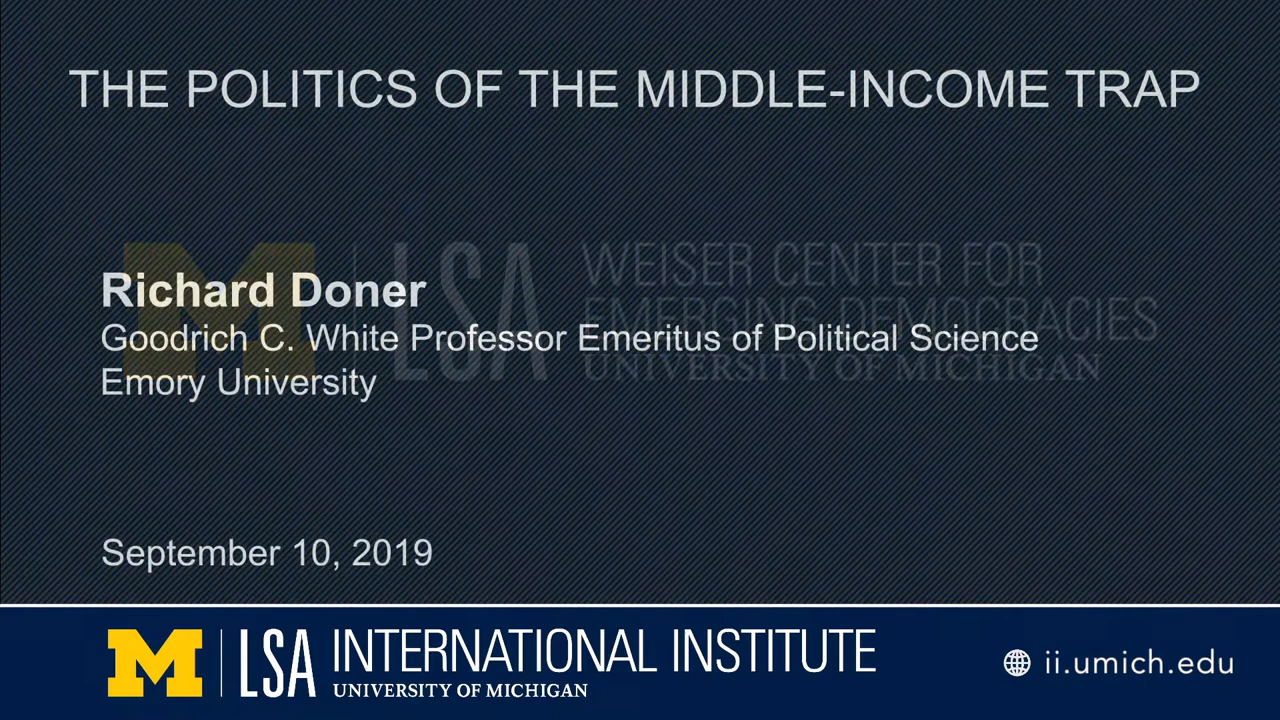 THE POLITICS OF THE MIDDLE-INCOME TRAP
M LSA WEISER CENTER FOR
EMERGING DEMOCRACIES
UNIVERSITY OF MICHIGAN
Richard Doner
Goodrich C. White Professor Emeritus of Political Science
Emory University
September 10, 2019
M LSA INTERNATIONAL INSTITUTE
UNIVERSITY OF MICHIGAN
ii.umich.edu